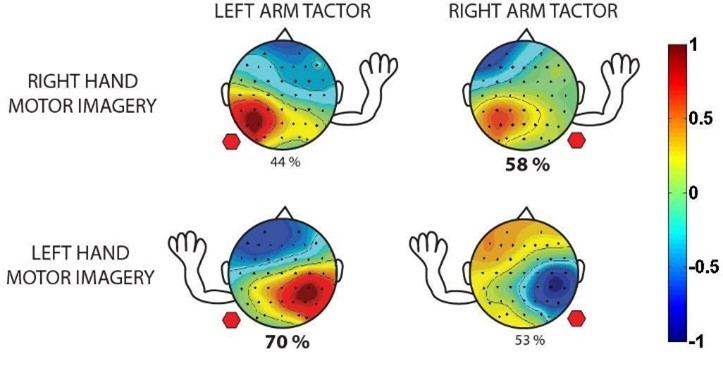 LEFT ARM TACTOR
RIGHT ARM TACTOR
RIGHT HAND
MOTOR IMAGERY
44 %
58 %
LEFT HAND
MOTOR IMAGERY
70 %
53 %
1
0.5
0
-0.5
-1